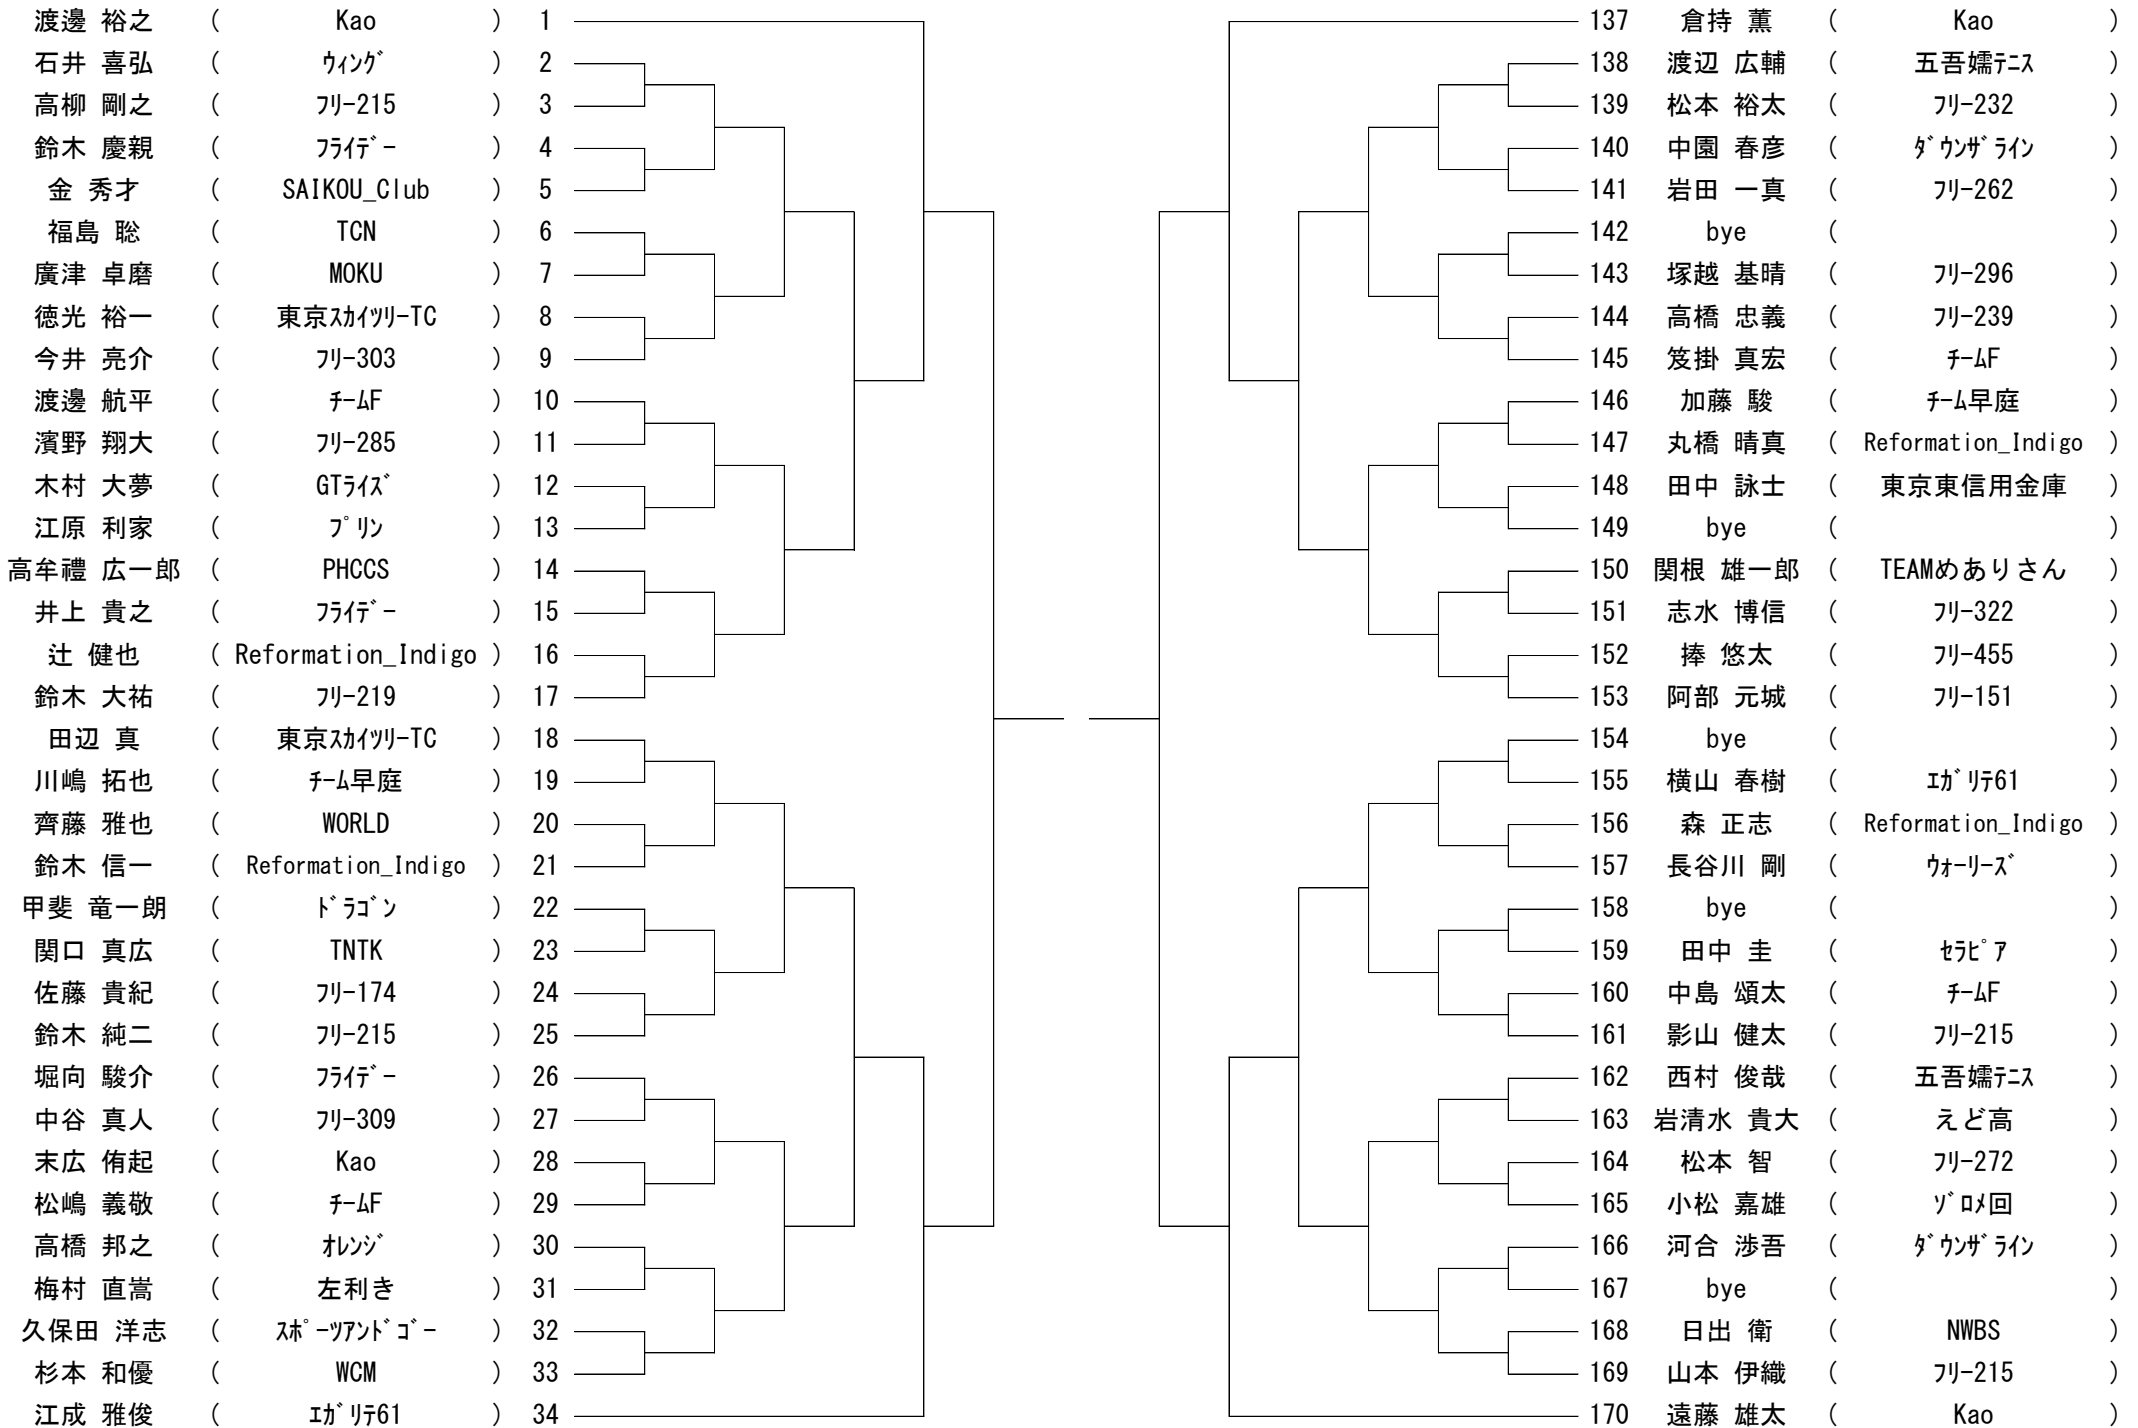 渡邊 裕之 ( Kao ) 1
石井 喜弘 ( ｳｨﾝｸﾞ ) 2
高柳 剛之 ( ﾌﾘｰ215 ) 3
鈴木 慶親 ( ﾌﾗｲﾃﾞｰ ) 4
金 秀才 ( SAIKOU_Club ) 5
福島 聡 ( TCN ) 6
廣津 卓磨 ( MOKU ) 7
徳光 裕一 ( 東京ｽｶｲﾂﾘｰTC ) 8
今井 亮介 ( ﾌﾘｰ303 ) 9
渡邊 航平 ( ﾁｰﾑF ) 10
濱野 翔大 ( ﾌﾘｰ285 ) 11
木村 大夢 ( GTﾗｲｽﾞ ) 12
江原 利家 ( ﾌﾟﾘﾝ ) 13
高牟禮 広一郎 ( PHCCS ) 14
井上 貴之 ( ﾌﾗｲﾃﾞｰ ) 15
辻 健也 ( Reformation_Indigo ) 16
鈴木 大祐 ( ﾌﾘｰ219 ) 17
田辺 真 ( 東京ｽｶｲﾂﾘｰTC ) 18
川嶋 拓也 ( ﾁｰﾑ早庭 ) 19
齊藤 雅也 ( WORLD ) 20
鈴木 信一 ( Reformation_Indigo ) 21
甲斐 竜一朗 ( ﾄﾞﾗｺﾞﾝ ) 22
関口 真広 ( TNTK ) 23
佐藤 貴紀 ( ﾌﾘｰ174 ) 24
鈴木 純二 ( ﾌﾘｰ215 ) 25
堀向 駿介 ( ﾌﾗｲﾃﾞｰ ) 26
中谷 真人 ( ﾌﾘｰ309 ) 27
末広 侑起 ( Kao ) 28
松嶋 義敬 ( ﾁｰﾑF ) 29
高橋 邦之 ( ｵﾚﾝｼﾞ ) 30
梅村 直嵩 ( 左利き ) 31
久保田 洋志 ( ｽﾎﾟｰﾂｱﾝﾄﾞｺﾞｰ ) 32
杉本 和優 ( WCM ) 33
江成 雅俊 ( ｴｶﾞﾘﾃ61 ) 34
137 倉持 薫 ( Kao )
138 渡辺 広輔 ( 五吾嬬ﾃﾆｽ )
139 松本 裕太 ( ﾌﾘｰ232 )
140 中園 春彦 ( ﾀﾞｳﾝｻﾞﾗｲﾝ )
141 岩田 一真 ( ﾌﾘｰ262 )
142 bye ( )
143 塚越 基晴 ( ﾌﾘｰ296 )
144 高橋 忠義 ( ﾌﾘｰ239 )
145 笈掛 真宏 ( ﾁｰﾑF )
146 加藤 駿 ( ﾁｰﾑ早庭 )
147 丸橋 晴真 ( Reformation_Indigo )
148 田中 詠士 ( 東京東信用金庫 )
149 bye ( )
150 関根 雄一郎 ( TEAMめありさん )
151 志水 博信 ( ﾌﾘｰ322 )
152 捧 悠太 ( ﾌﾘｰ455 )
153 阿部 元城 ( ﾌﾘｰ151 )
154 bye ( )
155 横山 春樹 ( ｴｶﾞﾘﾃ61 )
156 森 正志 ( Reformation_Indigo )
157 長谷川 剛 ( ｳｫｰﾘｰｽﾞ )
158 bye ( )
159 田中 圭 ( ｾﾗﾋﾟｱ )
160 中島 頌太 ( ﾁｰﾑF )
161 影山 健太 ( ﾌﾘｰ215 )
162 西村 俊哉 ( 五吾嬬ﾃﾆｽ )
163 岩清水 貴大 ( えど高 )
164 松本 智 ( ﾌﾘｰ272 )
165 小松 嘉雄 ( ｿﾞﾛﾒ回 )
166 河合 渉吾 ( ﾀﾞｳﾝｻﾞﾗｲﾝ )
167 bye ( )
168 日出 衛 ( NWBS )
169 山本 伊織 ( ﾌﾘｰ215 )
170 遠藤 雄太 ( Kao )